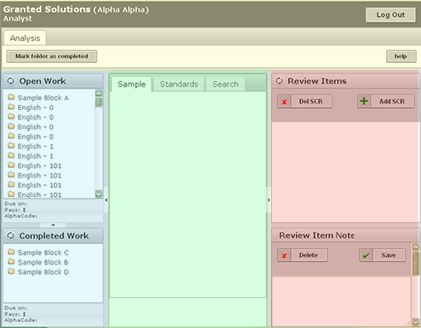 Granted Solutions (Alpha Alpha)
Analyst
Log Out
Analysis
Mark folder as completed
help
Open Work
Sample Block A
English - 0
English - 0
English - 0
English - 1
English - 1
English - 101
English - 101
English - 101
English - 101
Due on:
Pays: $
AlphaCode:
Completed Work
Sample Block C
Sample Block B
Sample Block D
Due on:
Pays: $
AlphaCode:
Sample Standards Search
Review Items
Del SCR Add SCR
Review Item Note
Delete Save